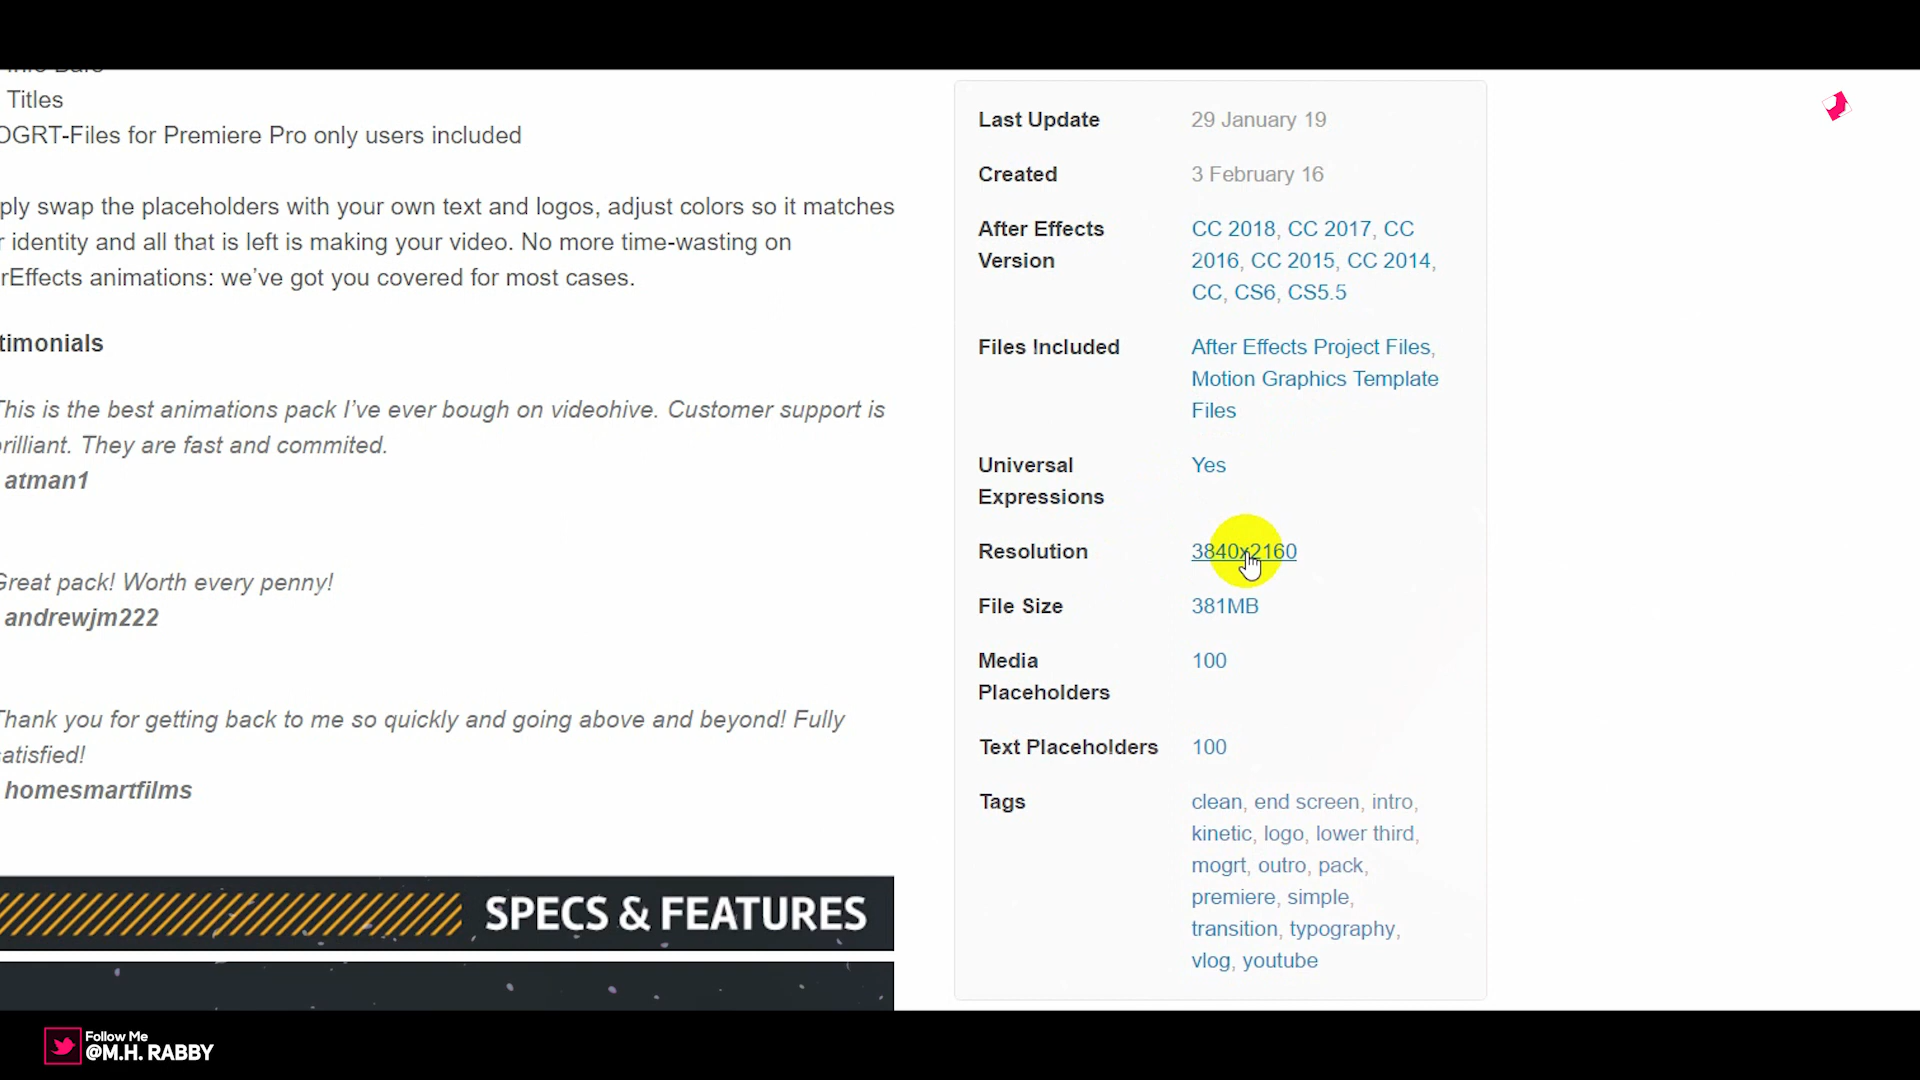 Info Bars
Titles
OGRT-Files for Premiere Pro only users included
ply swap the placeholders with your own text and logos, adjust colors so it matches
r identity and all that is left is making your video. No more time-wasting on
rEffects animations: we’ve got you covered for most cases.
timonials
This is the best animations pack I’ve ever bough on videohive. Customer support is
rilliant. They are fast and commited.
atman1
Great pack! Worth every penny!
andrewjm222
Thank you for getting back to me so quickly and going above and beyond! Fully
satisfied!
homesmartfilms
SPECS & FEATURES
Last Update 29 January 19
Created 3 February 16
After Effects Version CC 2018, CC 2017, CC
2016, CC 2015, CC 2014,
CC, CS6, CS5.5
Files Included After Effects Project Files,
Motion Graphics Template
Files
Universal Expressions Yes
Resolution 3840x2160
File Size 381MB
Media Placeholders 100
Text Placeholders 100
Tags clean, end screen, intro,
kinetic, logo, lower third,
mogrt, outro, pack,
premiere, simple,
transition, typography,
vlog, youtube
Follow Me
@M.H. RABBY